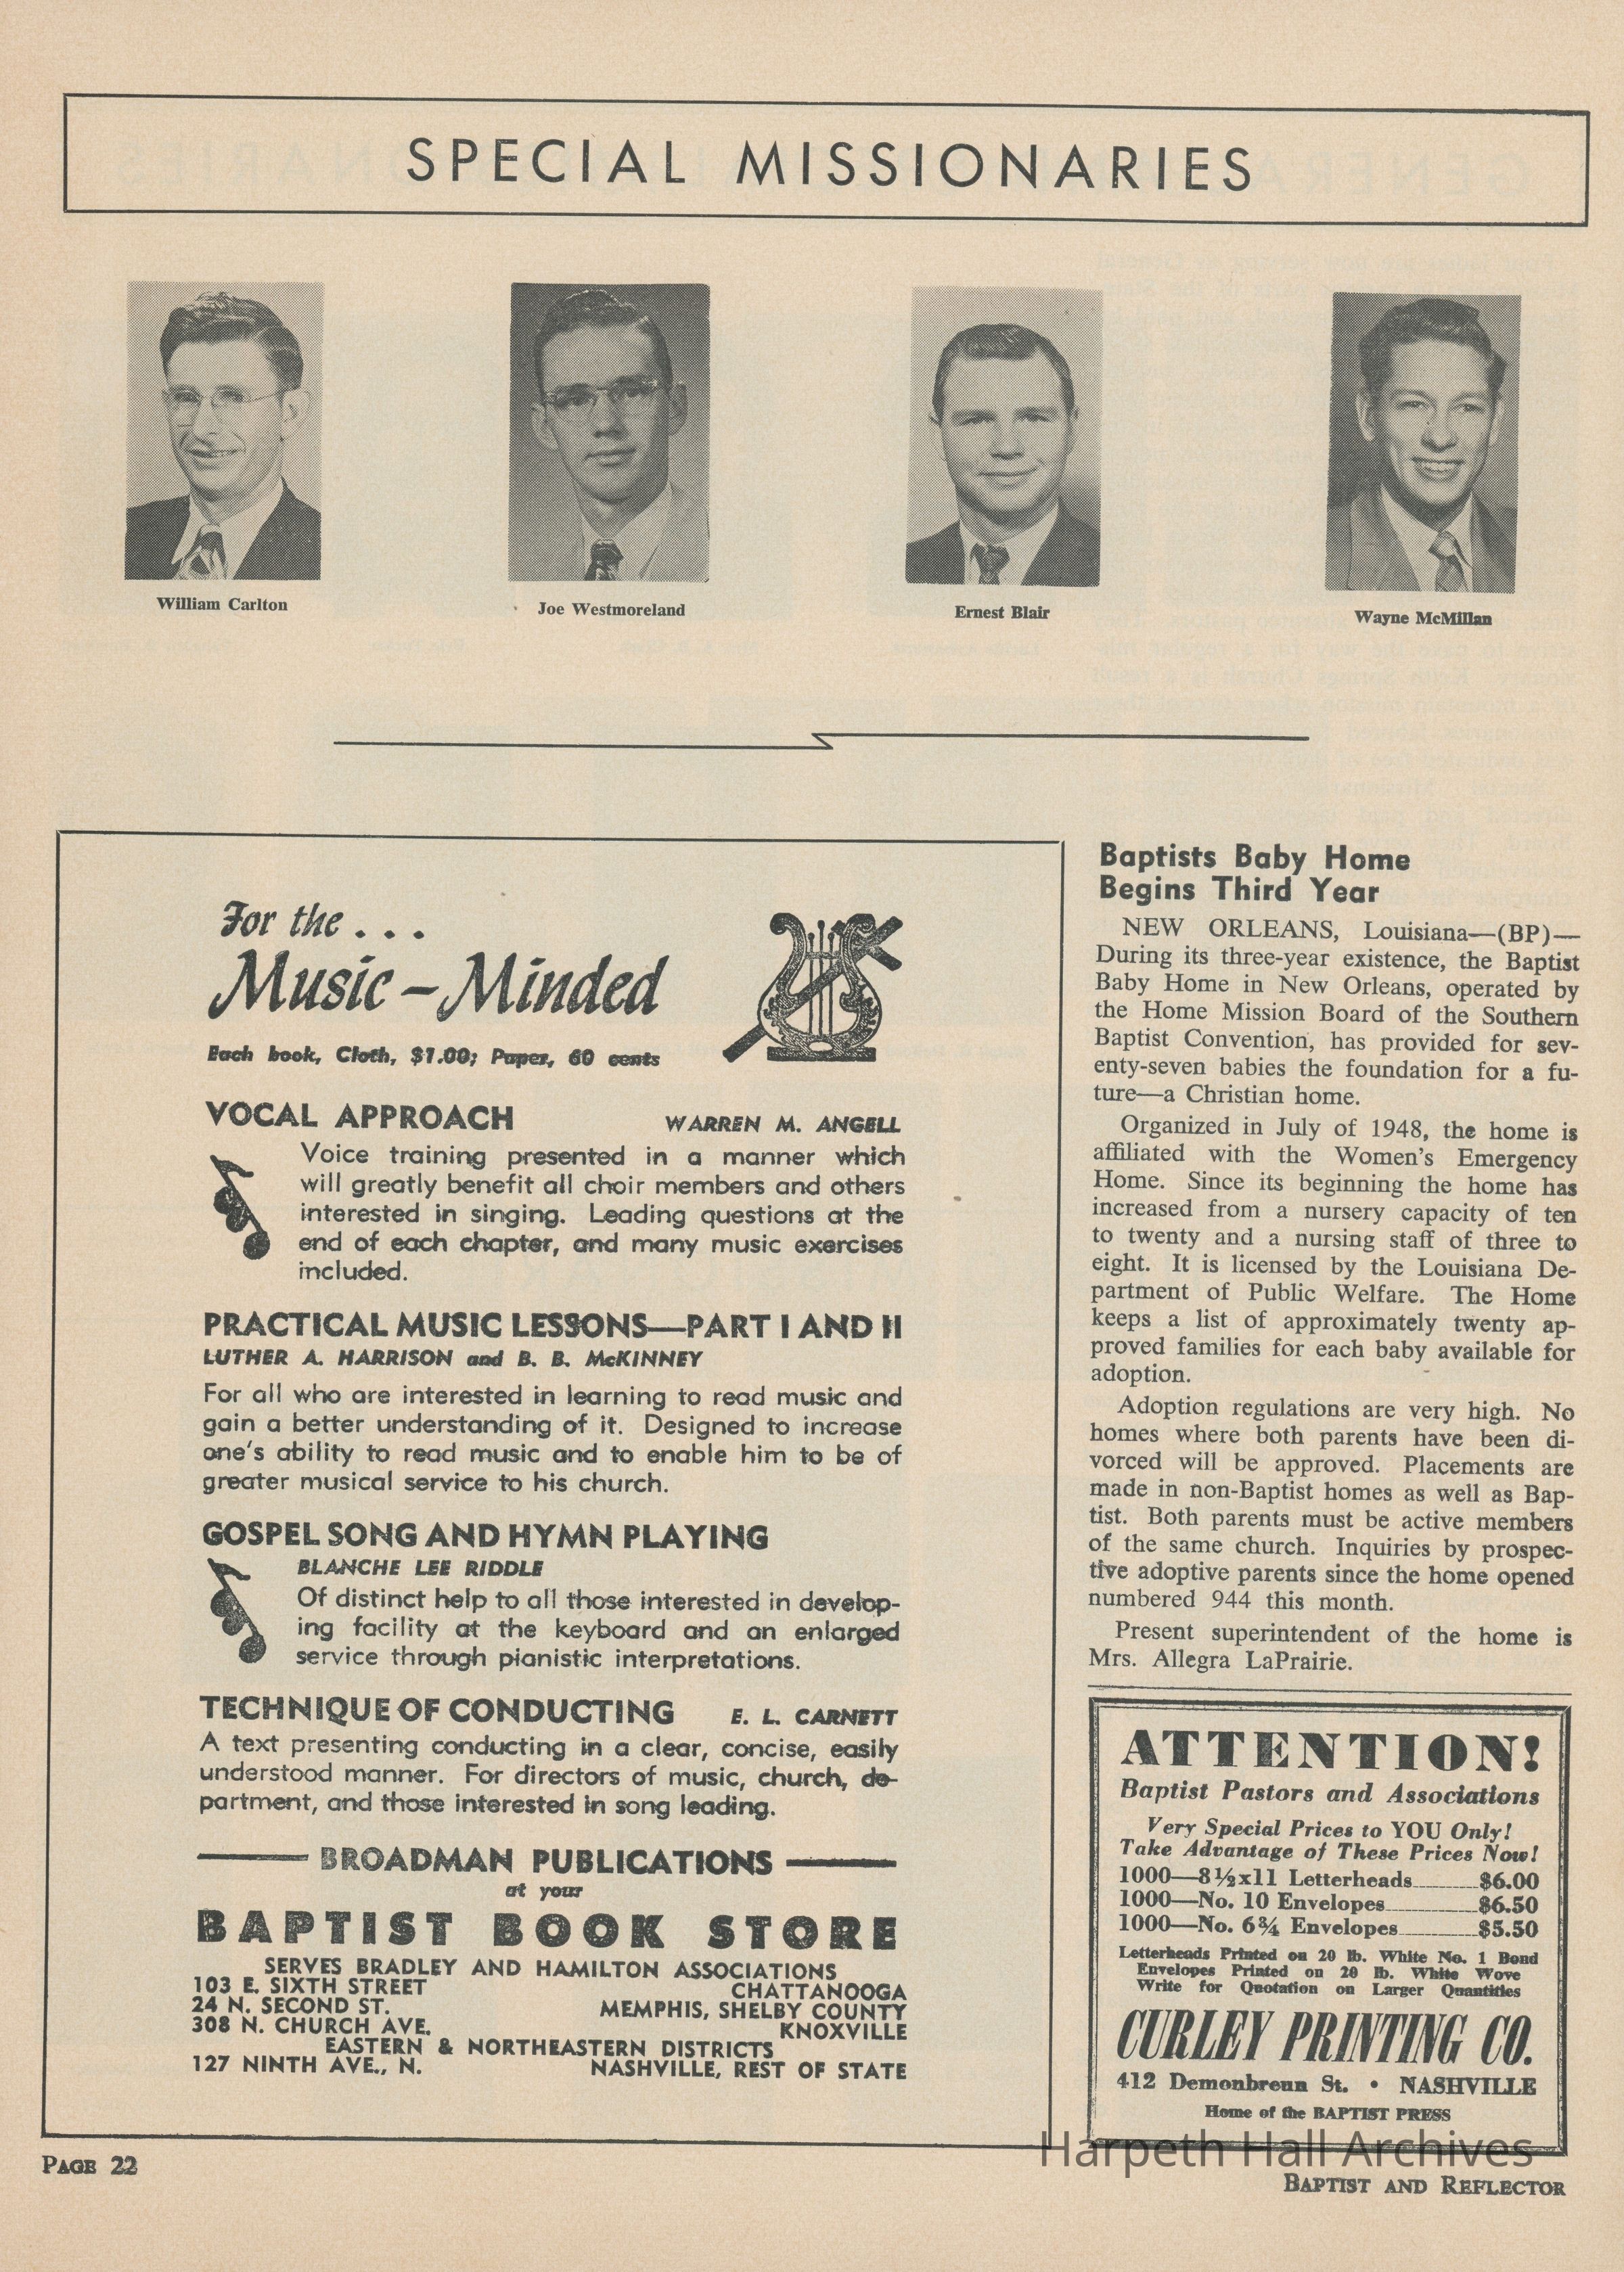 SPECIAL MISSIONARIES
William Carlton
Joe Westmoreland
Ernest Blair
Wayne McMillan
For the . . .
Music-Minded
Each book, Cloth, $1.00; Paper, 60 cents
VOCAL APPROACH WARREN M. ANGELL
Voice training presented in a manner which
will greatly benefit all choir members and others
interested in singing. Leading questions at the
end of each chapter, and many music exercises
included.
PRACTICAL MUSIC LESSONS—PART I AND II
LUTHER A. HARRISON and B. B. McKINNEY
For all who are interested in learning to read music and
gain a better understanding of it. Designed to increase
one's ability to read music and to enable him to be of
greater musical service to his church.
GOSPEL SONG AND HYMN PLAYING
BLANCHE LEE RIDDLE
Of distinct help to all those interested in develop-
ing facility at the keyboard and an enlarged
service through pianistic interpretations.
TECHNIQUE OF CONDUCTING E. L. CARNETT
A text presenting conducting in a clear, concise, easily
understood manner. For directors of music, church, de-
partment, and those interested in song leading.
BROADMAN PUBLICATIONS
at your
BAPTIST BOOK STORE
SERVES BRADLEY AND HAMILTON ASSOCIATIONS
103 E. SIXTH STREET CHATTANOOGA
24 N. SECOND ST. MEMPHIS, SHELBY COUNTY
308 N. CHURCH AVE. KNOXVILLE
EASTERN & NORTHEASTERN DISTRICTS
127 NINTH AVE., N. NASHVILLE, REST OF STATE
Baptists Baby Home
Begins Third Year
NEW ORLEANS, Louisiana—(BP)—
During its three-year existence, the Baptist
Baby Home in New Orleans, operated by
the Home Mission Board of the Southern
Baptist Convention, has provided for sev-
enty-seven babies the foundation for a fu-
ture—a Christian home.
Organized in July of 1948, the home is
affiliated with the Women's Emergency
Home. Since its beginning the home has
increased from a nursery capacity of ten
to twenty and a nursing staff of three to
eight. It is licensed by the Louisiana De-
partment of Public Welfare. The Home
keeps a list of approximately twenty ap-
proved families for each baby available for
adoption.
Adoption regulations are very high. No
homes where both parents have been di-
vorced will be approved. Placements are
made in non-Baptist homes as well as Bap-
tist. Both parents must be active members
of the same church. Inquiries by prospec-
tive adoptive parents since the home opened
numbered 944 this month.
Present superintendent of the home is
Mrs. Allegra LaPrairie.
ATTENTION!
Baptist Pastors and Associations
Very Special Prices to YOU Only!
Take Advantage of These Prices Now!
1000—8½x11 Letterheads $6.00
1000—No. 10 Envelopes $6.50
1000—No. 6¾ Envelopes $5.50
Letterheads Printed on 20 lb. White No. 1 Bond
Envelopes Printed on 20 lb. White Wove
Write for Quotation on Larger Quantities
CURLEY PRINTING CO.
412 Demonbreun St. • NASHVILLE
Home of the BAPTIST PRESS
Harpeth Hall Archives
PAGE 22
BAPTIST AND REFLECTOR